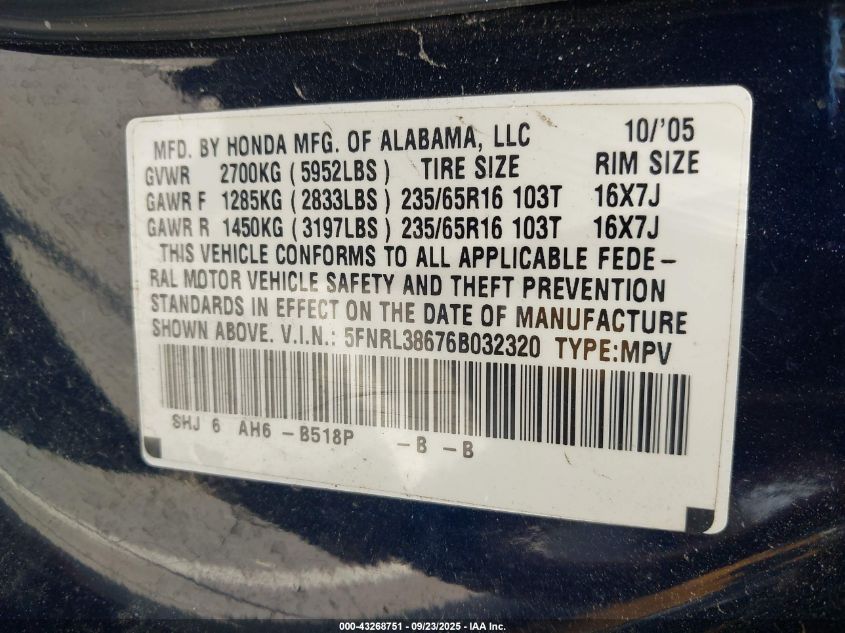 MFD. BY HONDA MFG. OF ALABAMA, LLC 10/'05
GVWR 2700KG (5952LBS) TIRE SIZE RIM SIZE
GAWR F 1285KG (2833LBS) 235/65R16 103T 16X7J
GAWR R 1450KG (3197LBS) 235/65R16 103T 16X7J
THIS VEHICLE CONFORMS TO ALL APPLICABLE FEDE-
RAL MOTOR VEHICLE SAFETY AND THEFT PREVENTION
STANDARDS IN EFFECT ON THE DATE OF MANUFACTURE
SHOWN ABOVE. V.I.N.: 5FNRL38676B032320 TYPE:MPV
SHJ 6 AH6 -B518P -B -B
000-43268751 - 09/23/2025 - IAA Inc.